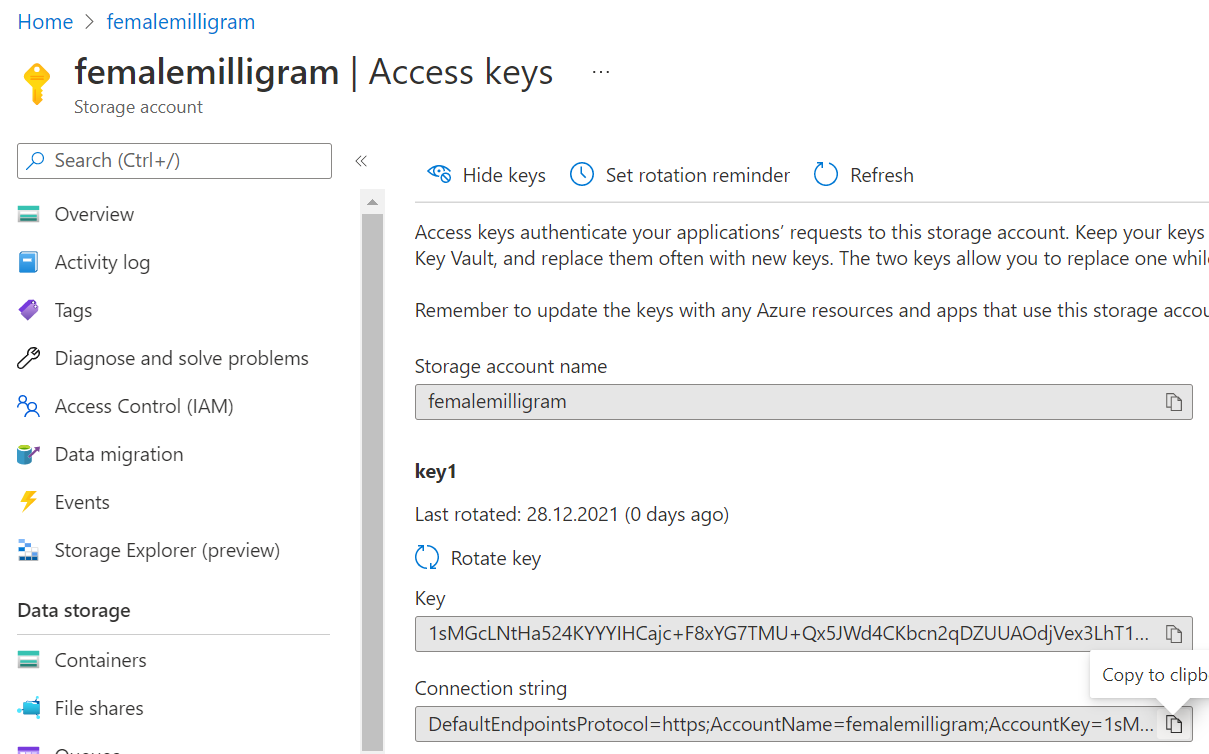 Home > femalemilligram
femalemilligram | Access keys ...
Storage account
Search (Ctrl+/)
«
Overview
Activity log
Tags
Diagnose and solve problems
Access Control (IAM)
Data migration
Events
Storage Explorer (preview)
Data storage
Containers
File shares
Queues
Hide keys
Set rotation reminder
Refresh
Access keys authenticate your applications’ requests to this storage account. Keep your keys
Key Vault, and replace them often with new keys. The two keys allow you to replace one whil
Remember to update the keys with any Azure resources and apps that use this storage accou
Storage account name
femalemilligram
key1
Last rotated: 28.12.2021 (0 days ago)
Rotate key
Key
1sMGcLNtHa524KYYYIHCajc+F8xYG7TMU+Qx5JWd4CKbcn2qDZUUAOdjVex3LhT1...
Copy to clipb
Connection string
DefaultEndpointsProtocol=https;AccountName=femalemilligram;AccountKey=1sM...